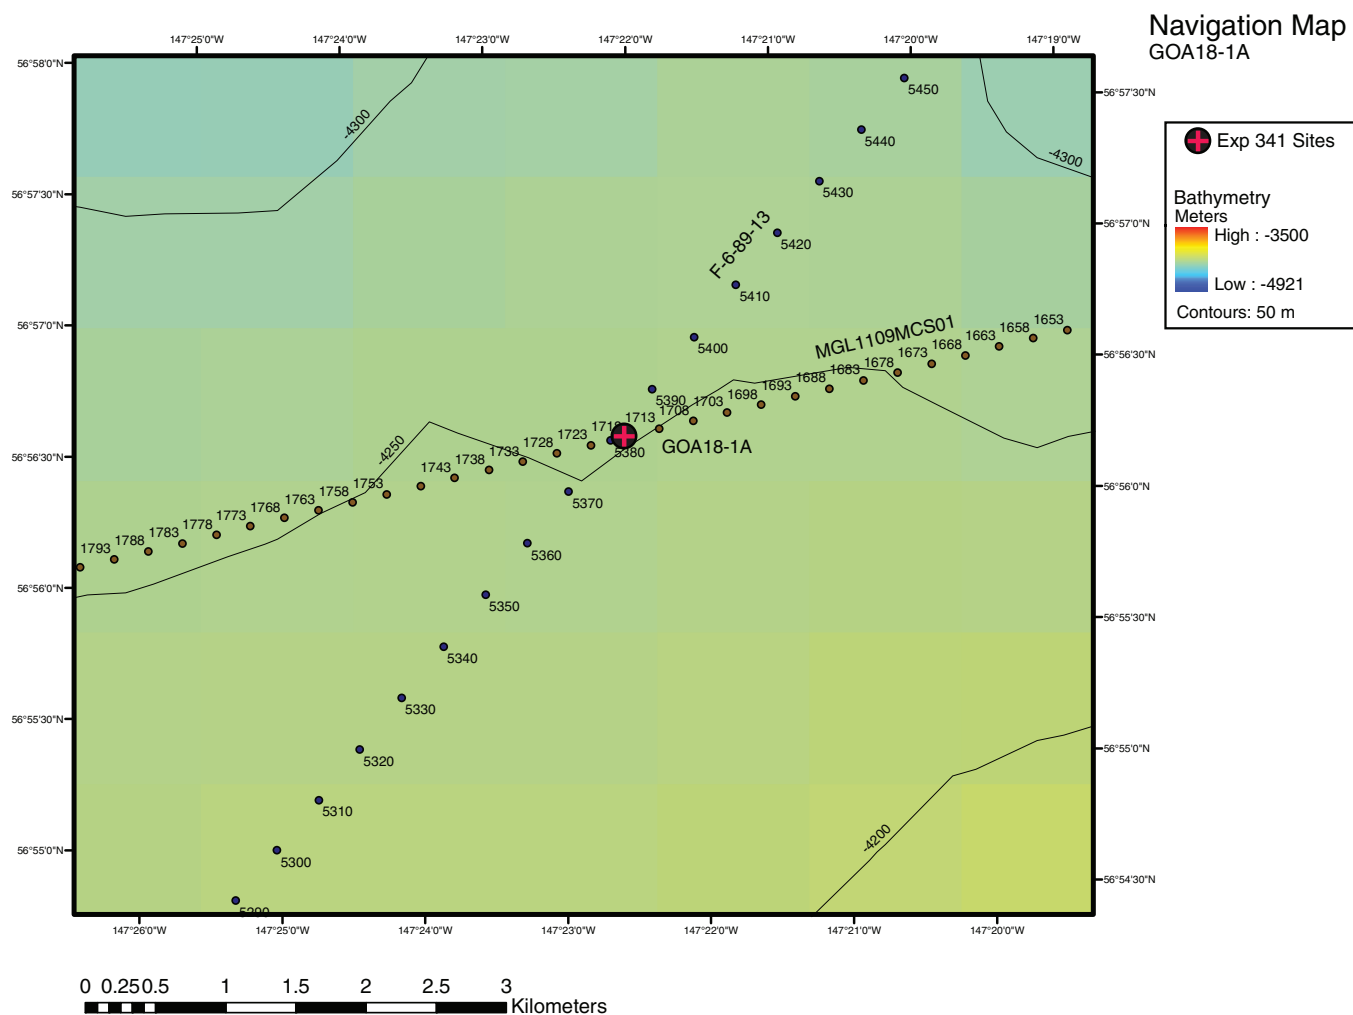 Navigation Map
GOA18-1A
147°25'0"W 147°24'0"W 147°23'0"W 147°22'0"W 147°21'0"W 147°20'0"W 147°19'0"W
56°58'0"N
56°57'30"N
56°57'0"N
56°56'30"N
56°56'0"N
56°55'30"N
56°55'0"N
56°57'30"N
56°57'0"N
56°56'30"N
56°56'0"N
56°55'30"N
56°55'0"N
56°54'30"N
-4300
-4300
-4250
-4200
5450
5440
5430
5420
F-6-89-13
5410
5400
5390
5380
5370
5360
5350
5340
5330
5320
5310
5300
5290
MGL1109MCS01
1653
1658
1663
1668
1673
1678
1683
1688
1693
1698
1703
1708
1713
1718
1723
1728
1733
1738
1743
1753
1758
1763
1768
1773
1778
1783
1788
1793
GOA18-1A
147°26'0"W 147°25'0"W 147°24'0"W 147°23'0"W 147°22'0"W 147°21'0"W 147°20'0"W
Exp 341 Sites
Bathymetry
Meters
High : -3500
Low : -4921
Contours: 50 m
0 0.25 0.5 1 1.5 2 2.5 3
Kilometers